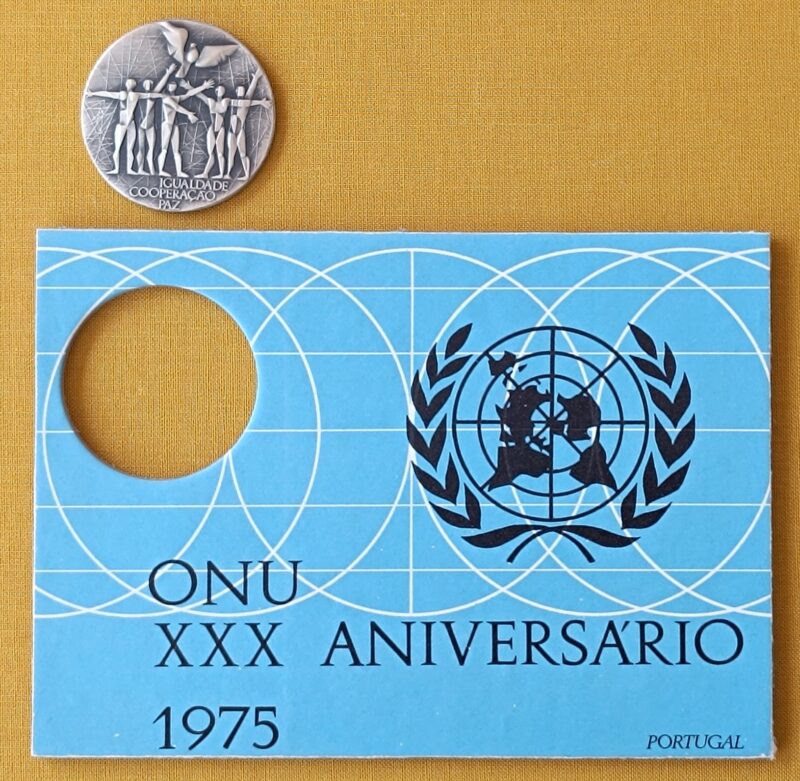 IGUALDADE
COOPERAÇÃO
PAZ
ONU
XXX ANIVERSÁRIO
1975
PORTUGAL